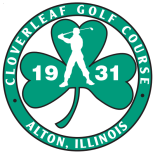 CLOVERLEAF GOLF COURSE
19 31
• ALTON, ILLINOIS •